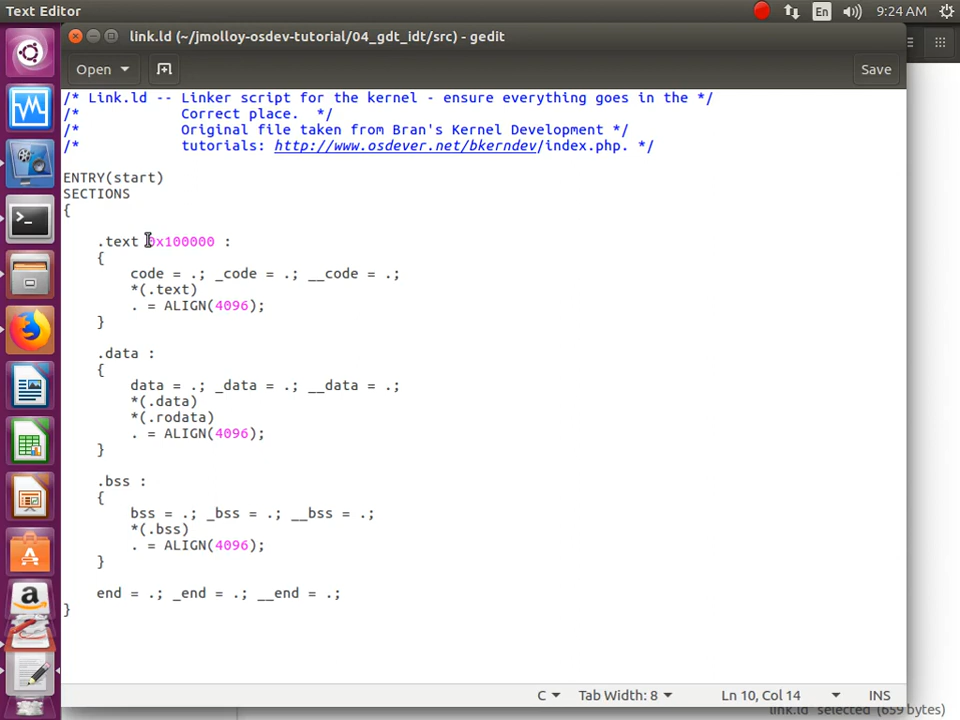 Text Editor
En
9:24 AM
link.ld (~/jmolloy-osdev-tutorial/04_gdt_idt/src) - gedit
Open
Save
/* Link.ld -- Linker script for the kernel - ensure everything goes in the */
/*            Correct place.  */
/*            Original file taken from Bran's Kernel Development */
/*            tutorials: http://www.osdever.net/bkerndev/index.php. */
ENTRY(start)
SECTIONS
{
    .text 0x100000 :
    {
        code = .; _code = .; __code = .;
        *(.text)
        . = ALIGN(4096);
    }
    .data :
    {
        data = .; _data = .; __data = .;
        *(.data)
        *(.rodata)
        . = ALIGN(4096);
    }
    .bss :
    {
        bss = .; _bss = .; __bss = .;
        *(.bss)
        . = ALIGN(4096);
    }
    end = .; _end = .; __end = .;
}
C
Tab Width: 8
Ln 10, Col 14
INS
link.ld selected (659 bytes)